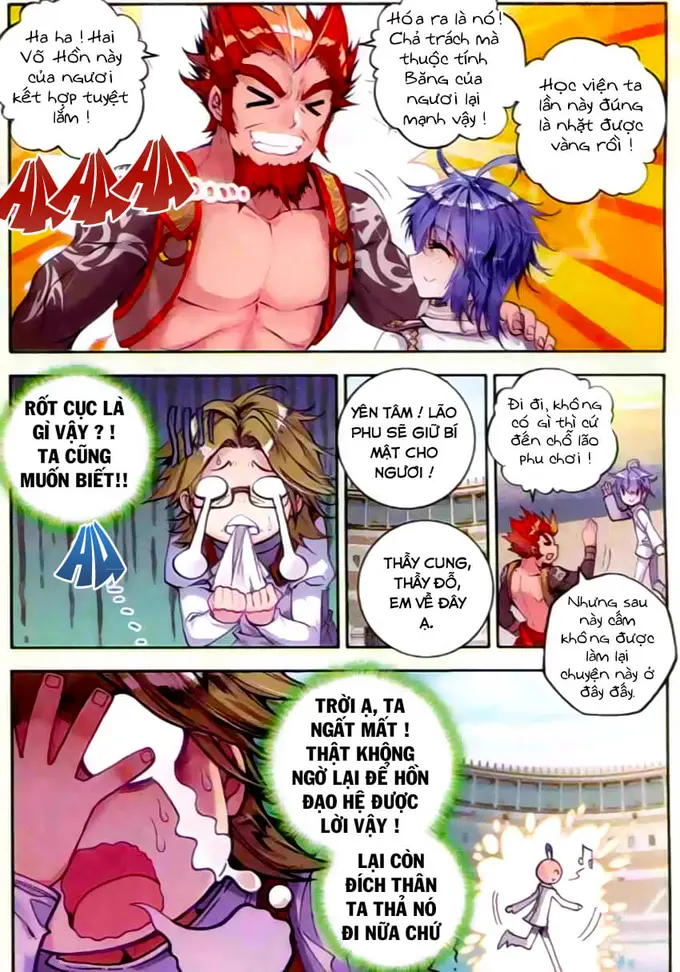 Ha ha ! Hai
Võ Hồn này
của ngươi
kết hợp tuyệt
lắm !
Hóa ra là nó!
Chả trách mà
thuộc tính
Băng của
ngươi lại
mạnh vậy !
Học viện ta
lần này đúng
là nhặt được
vàng rồi !
HA HA HA
RỐT CỤC LÀ
GÌ VẬY ? !
TA CŨNG
MUỐN BIẾT!!
HA
YÊN TÂM ! LÃO
PHU SẼ GIỮ BÍ
MẬT CHO
NGƯƠI !
THẦY CUNG,
THẦY ĐỖ,
EM VỀ ĐÂY
Ạ.
Đi đi, không
có gì thì cứ
đến chỗ lão
phu chơi !
Nhưng sau
này cấm
không được
làm lại
chuyện này ở
đây đấy.
TRỜI Ạ, TA
NGẤT MẤT !
THẬT KHÔNG
NGỜ LẠI ĐỂ HỒN
ĐẠO HỆ ĐƯỢC
LỜI VẬY !
LẠI CÒN
ĐÍCH THÂN
TA THẢ NÓ
ĐI NỮA CHỨ